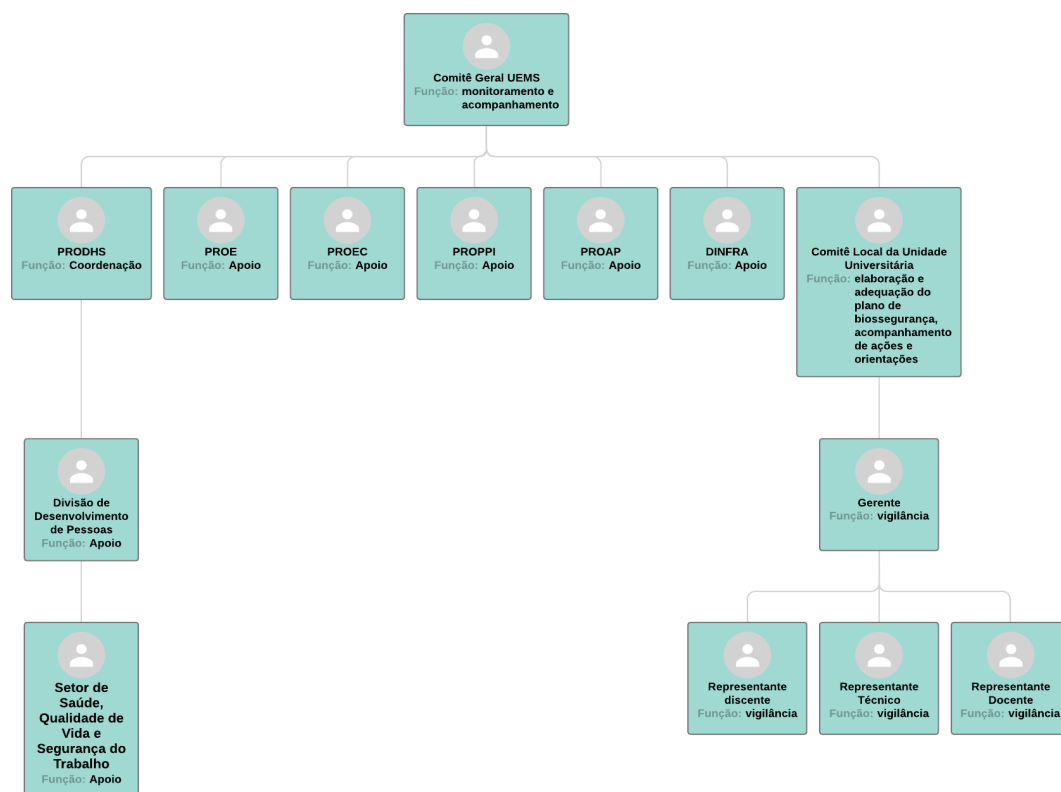 Comitê Geral UEMS
Função: monitoramento e
acompanhamento
PRODHS
Função: Coordenação
PROE
Função: Apoio
PROEC
Função: Apoio
PROPPI
Função: Apoio
PROAP
Função: Apoio
DINFRA
Função: Apoio
Comitê Local da Unidade
Universitária
Função: elaboração e
adequação do
plano de
biossegurança,
acompanhamento
de ações e
orientações
Divisão de
Desenvolvimento
de Pessoas
Função: Apoio
Gerente
Função: vigilância
Setor de
Saúde,
Qualidade de
Vida e
Segurança do
Trabalho
Função: Apoio
Representante
discente
Função: vigilância
Representante
Técnico
Função: vigilância
Representante
Docente
Função: vigilância